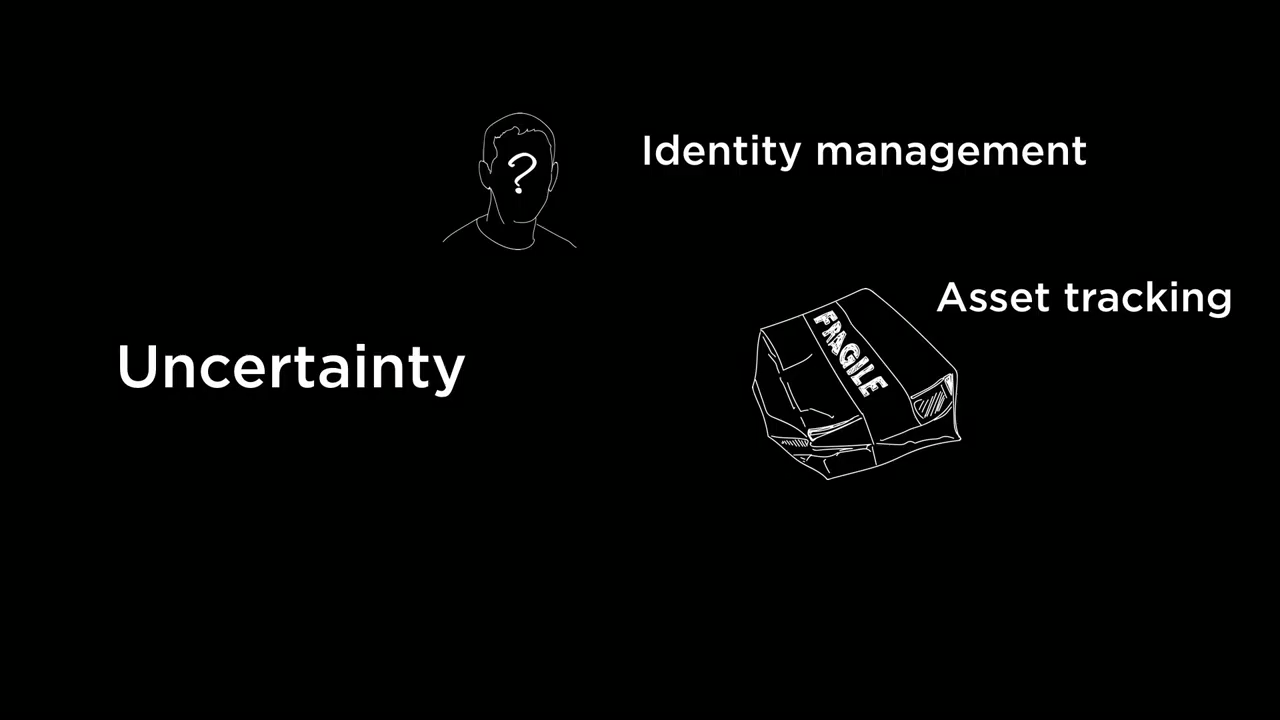 Identity management
?
Asset tracking
FRAGILE
Uncertainty